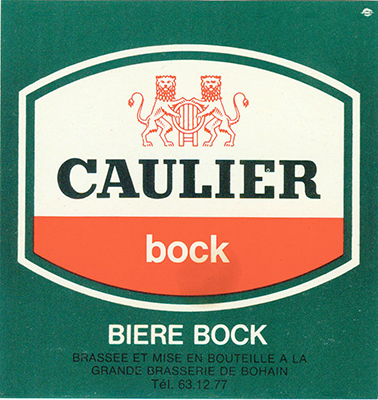 CAULIER
bock
BIERE BOCK
BRASSEE ET MISE EN BOUTEILLE A LA
GRANDE BRASSERIE DE BOHAIN
Tél. 63.12.77